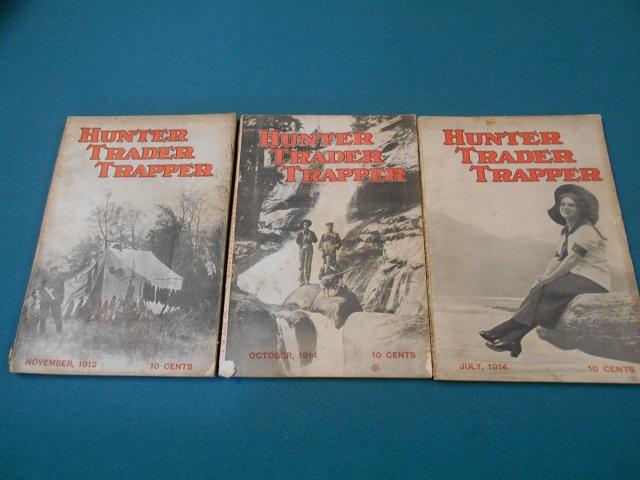 HUNTER
TRADER
TRAPPER
NOVEMBER, 1912 10 CENTS
HUNTER
TRADER
TRAPPER
OCTOBER, 1914 10 CENTS
HUNTER
TRADER
TRAPPER
JULY, 1914 10 CENTS